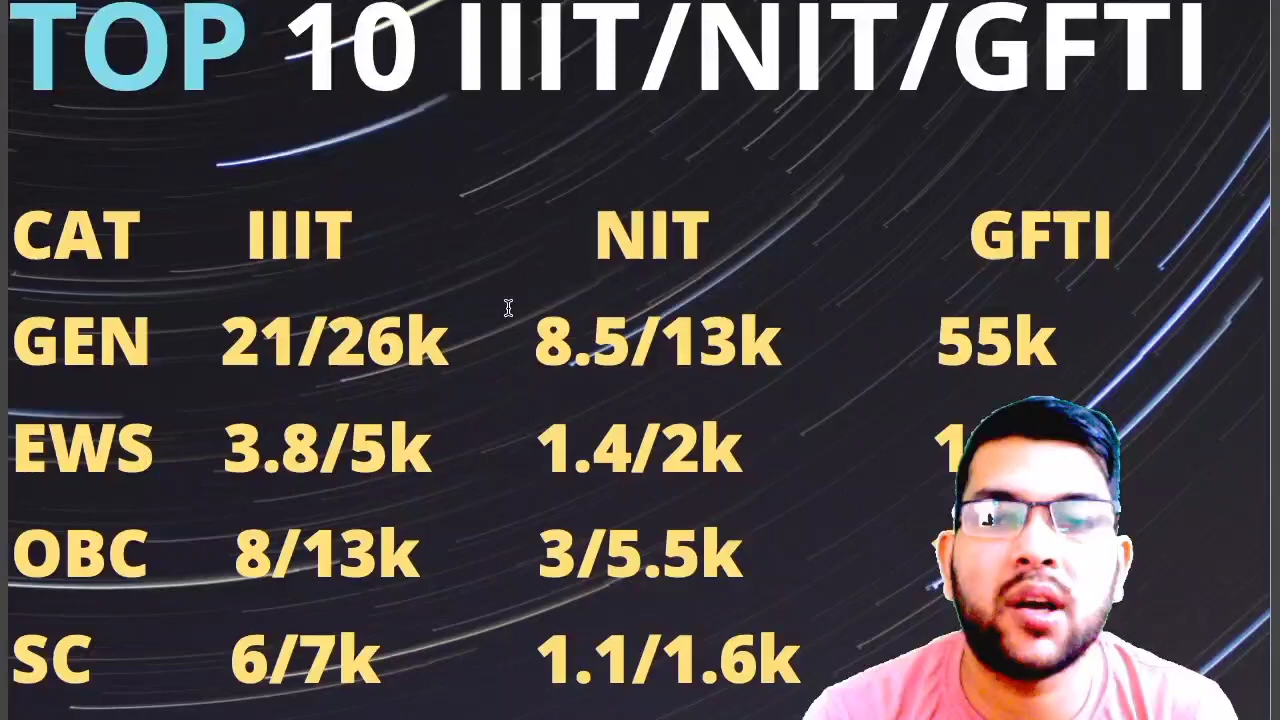 TOP 10 IIIT/NIT/GFTI
CAT IIIT NIT GFTI
GEN 21/26k 8.5/13k 55k
EWS 3.8/5k 1.4/2k
OBC 8/13k 3/5.5k
SC 6/7k 1.1/1.6k